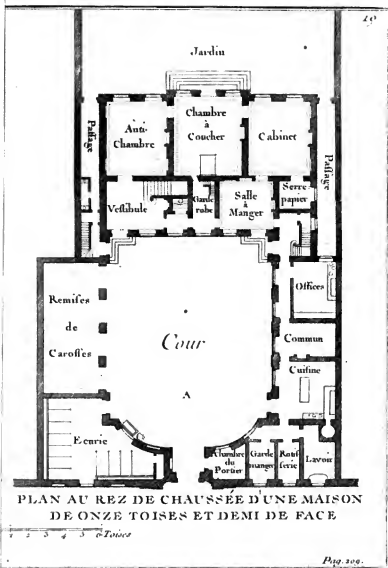 19
Jardin
Passage
Anti-
Chambre
Chambre
à
Coucher
Cabinet
Passage
Vestibule
Garde
robe
Salle
à
Manger
Serre
papier
Remises
de
Carosses
Cour
A
Offices
Commun
Cuisine
Ecurie
Chambre
du
Portier
Garde
manger
Rotis
serie
Lavoir
PLAN AU REZ DE CHAUSSÉE D'UNE MAISON
DE ONZE TOISES ET DEMI DE FACE
1 2 3 4 5 6 Toises
Pag. 209.